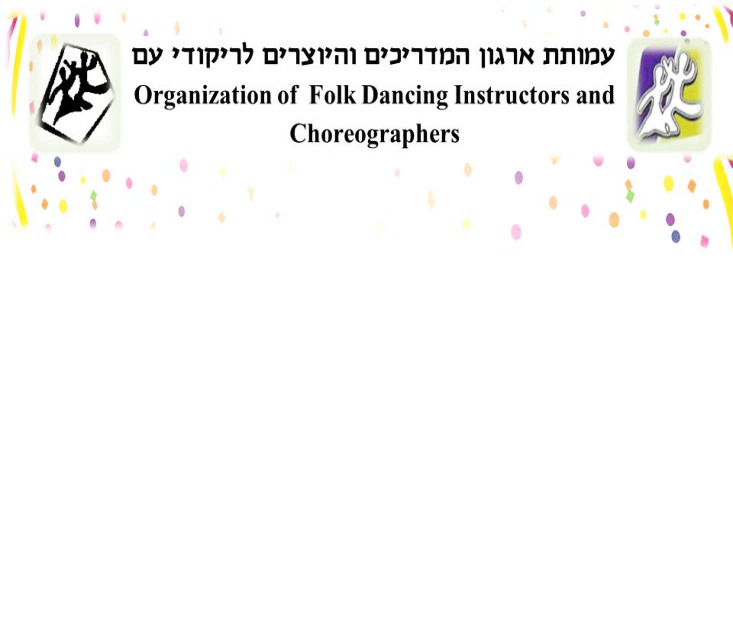 עמותת ארגון המדריכים והיוצרים לריקודי עם
Organization of Folk Dancing Instructors and
Choreographers